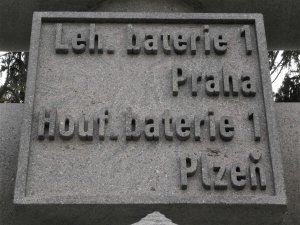 Leh. baterie 1
Praha
Houf. baterie 1
Plzeň